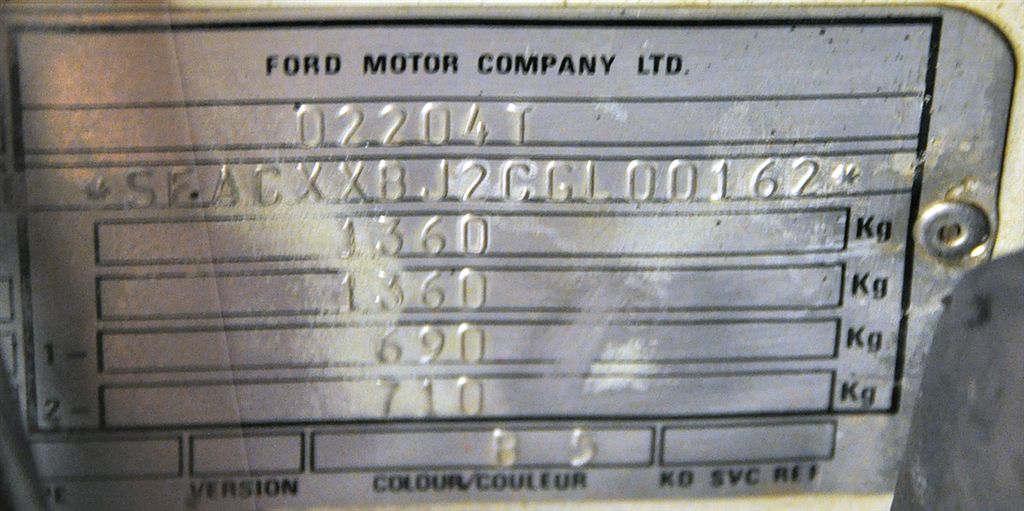 FORD MOTOR COMPANY LTD.
02204T
*SFACXXBJ2CGL00162*
1360 Kg
1360 Kg
1- 690 Kg
2- 710 Kg
VERSION COLOUR/COULEUR KD SVC REF